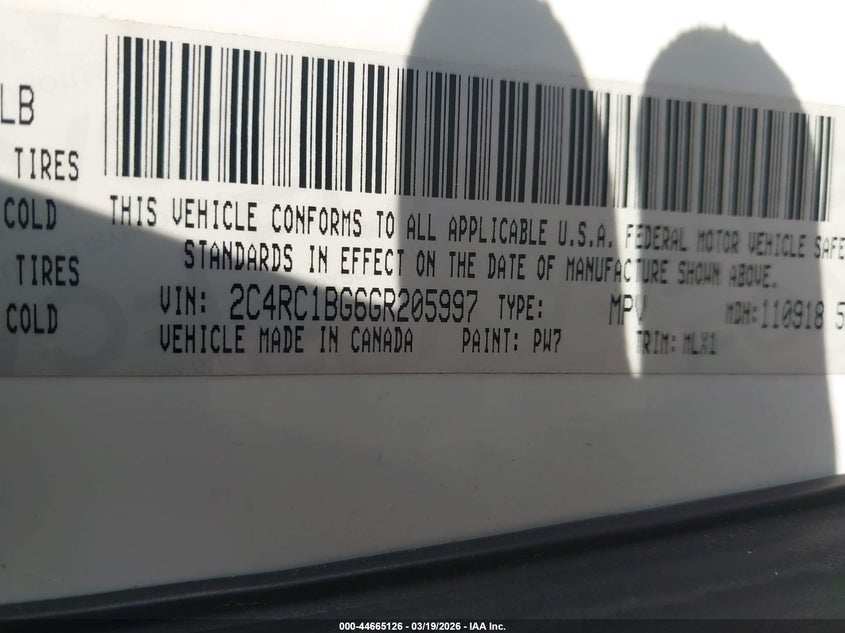 LB
TIRES
COLD
TIRES
COLD
THIS VEHICLE CONFORMS TO ALL APPLICABLE U.S.A. FEDERAL MOTOR VEHICLE SAFE
STANDARDS IN EFFECT ON THE DATE OF MANUFACTURE SHOWN ABOVE.
VIN: 2C4RC1BG6GR205997 TYPE: MPV MDH:110918 5
VEHICLE MADE IN CANADA PAINT: PW7 TRIM: MLX1
000-44665126 - 03/19/2026 - IAA Inc.